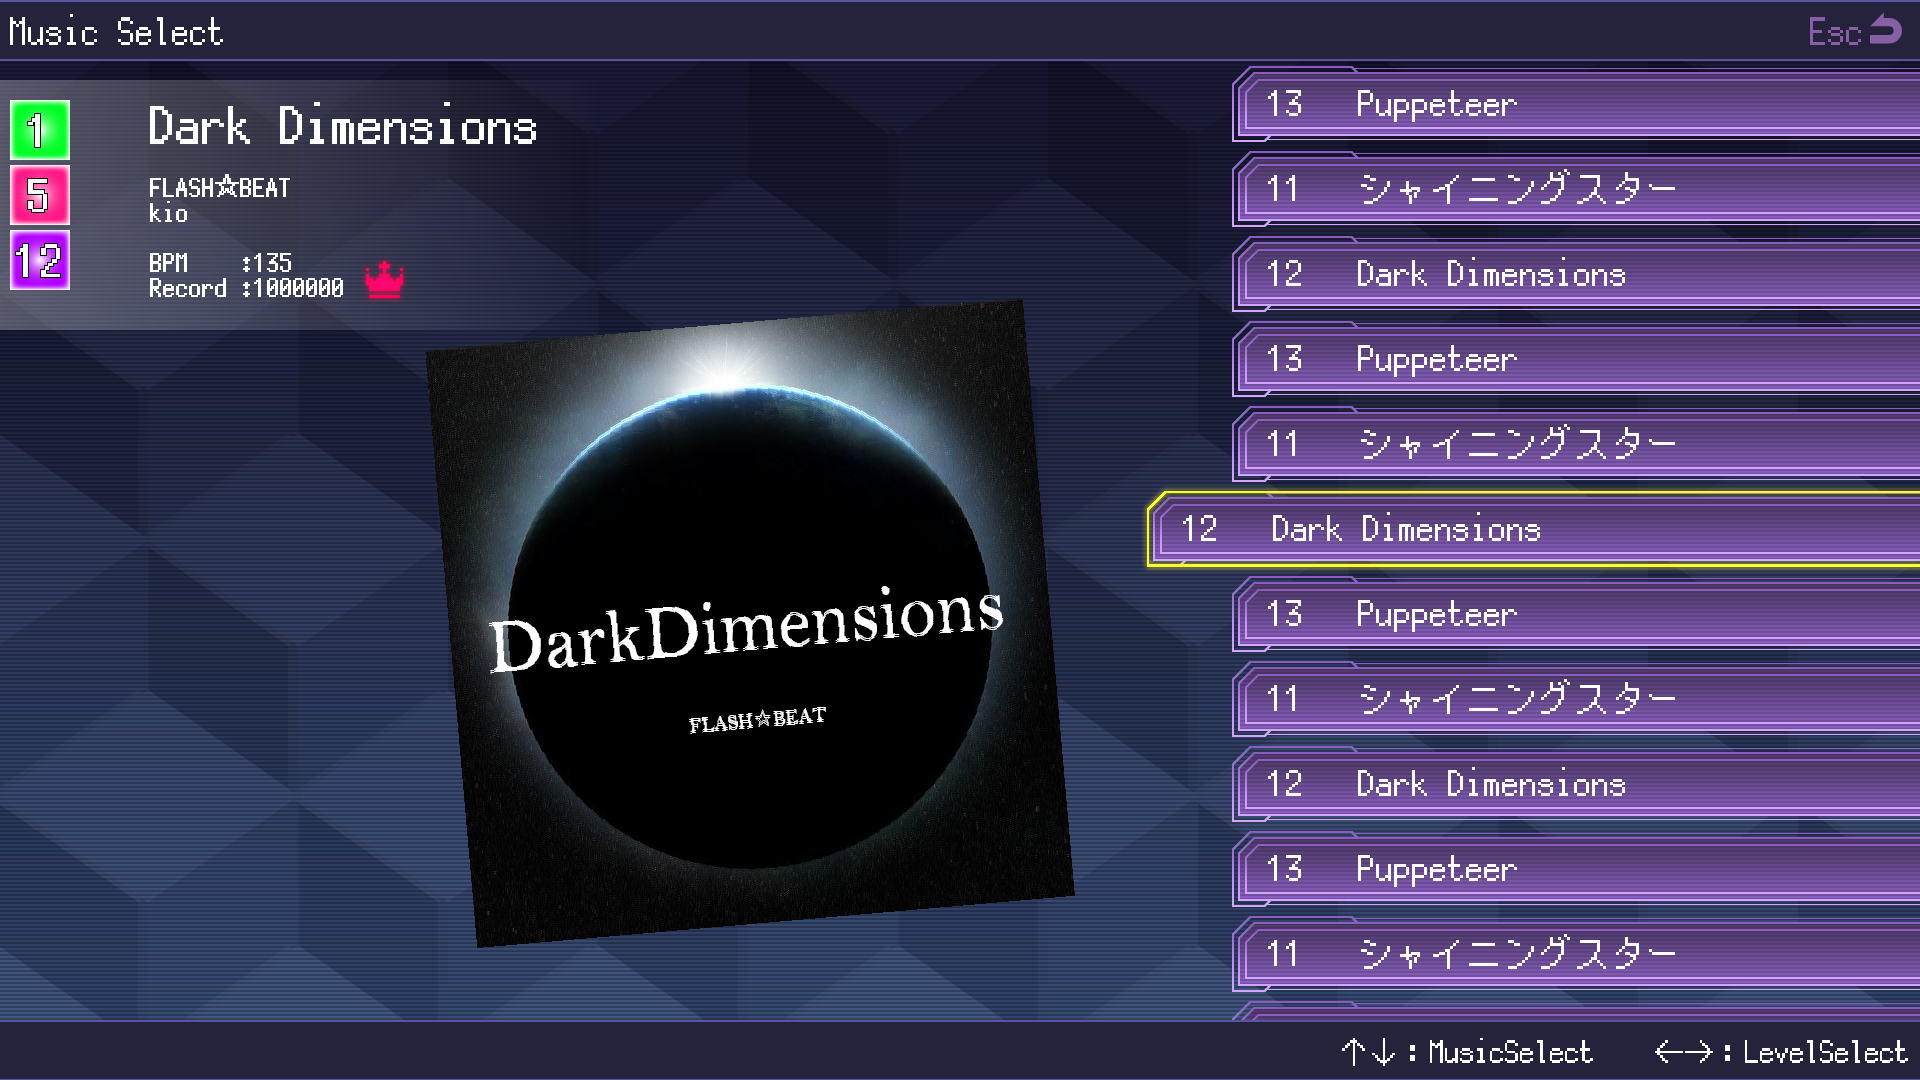 Music Select
Esc
1
5
12
Dark Dimensions
FLASH☆BEAT
kio
BPM :135
Record :1000000
DarkDimensions
FLASH☆BEAT
13 Puppeteer
11 シャイニングスター
12 Dark Dimensions
13 Puppeteer
11 シャイニングスター
12 Dark Dimensions
13 Puppeteer
11 シャイニングスター
12 Dark Dimensions
13 Puppeteer
11 シャイニングスター
↑↓:MusicSelect ←→:LevelSelect